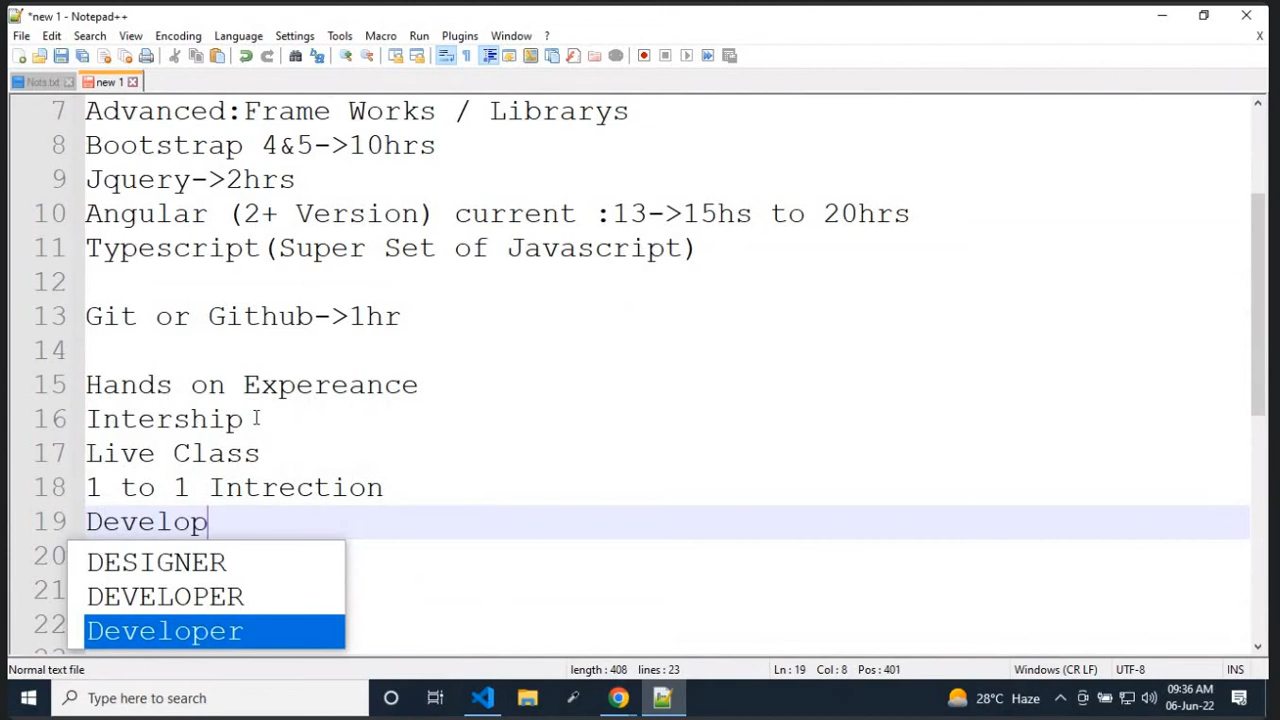 *new 1 - Notepad++
File Edit Search View Encoding Language Settings Tools Macro Run Plugins Window ? X
Nots.txt new 1
7 Advanced:Frame Works / Librarys
8 Bootstrap 4&5->10hrs
9 Jquery->2hrs
10 Angular (2+ Version) current :13->15hs to 20hrs
11 Typescript(Super Set of Javascript)
12
13 Git or Github->1hr
14
15 Hands on Expereance
16 Intership
17 Live Class
18 1 to 1 Intrection
19 Develop
20 DESIGNER
21 DEVELOPER
22 Developer
Normal text file length : 408 lines : 23 Ln : 19 Col : 8 Pos : 401 Windows (CR LF) UTF-8 INS
Type here to search 28°C Haze 09:36 AM
06-Jun-22